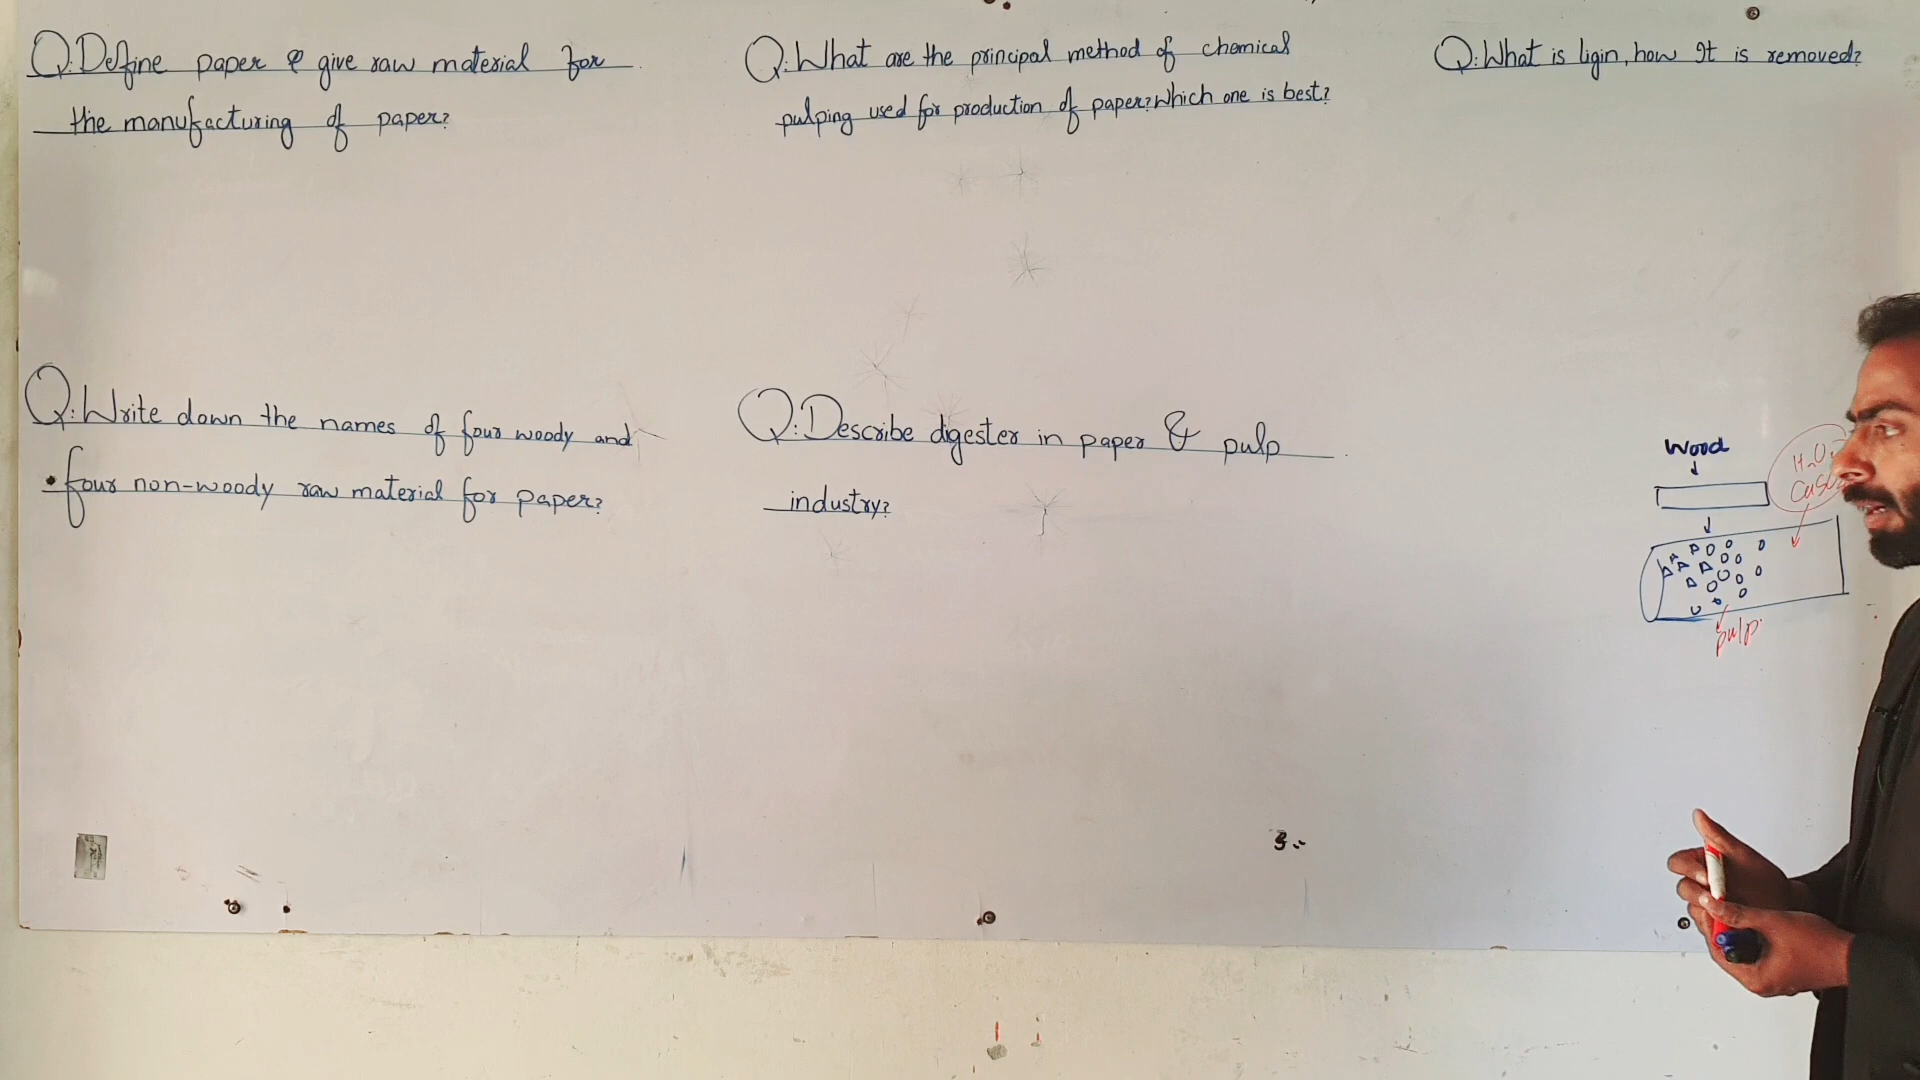 Q:Define paper & give raw material for
the manufacturing of paper?
Q:What are the principal method of chemical
pulping used for production of paper?Which one is best?
Q:What is ligin, how It is removed?
Q:Write down the names of four woody and
four non-woody raw material for paper?
Q:Describe digester in paper & pulp
industry?
Wood
pulp.